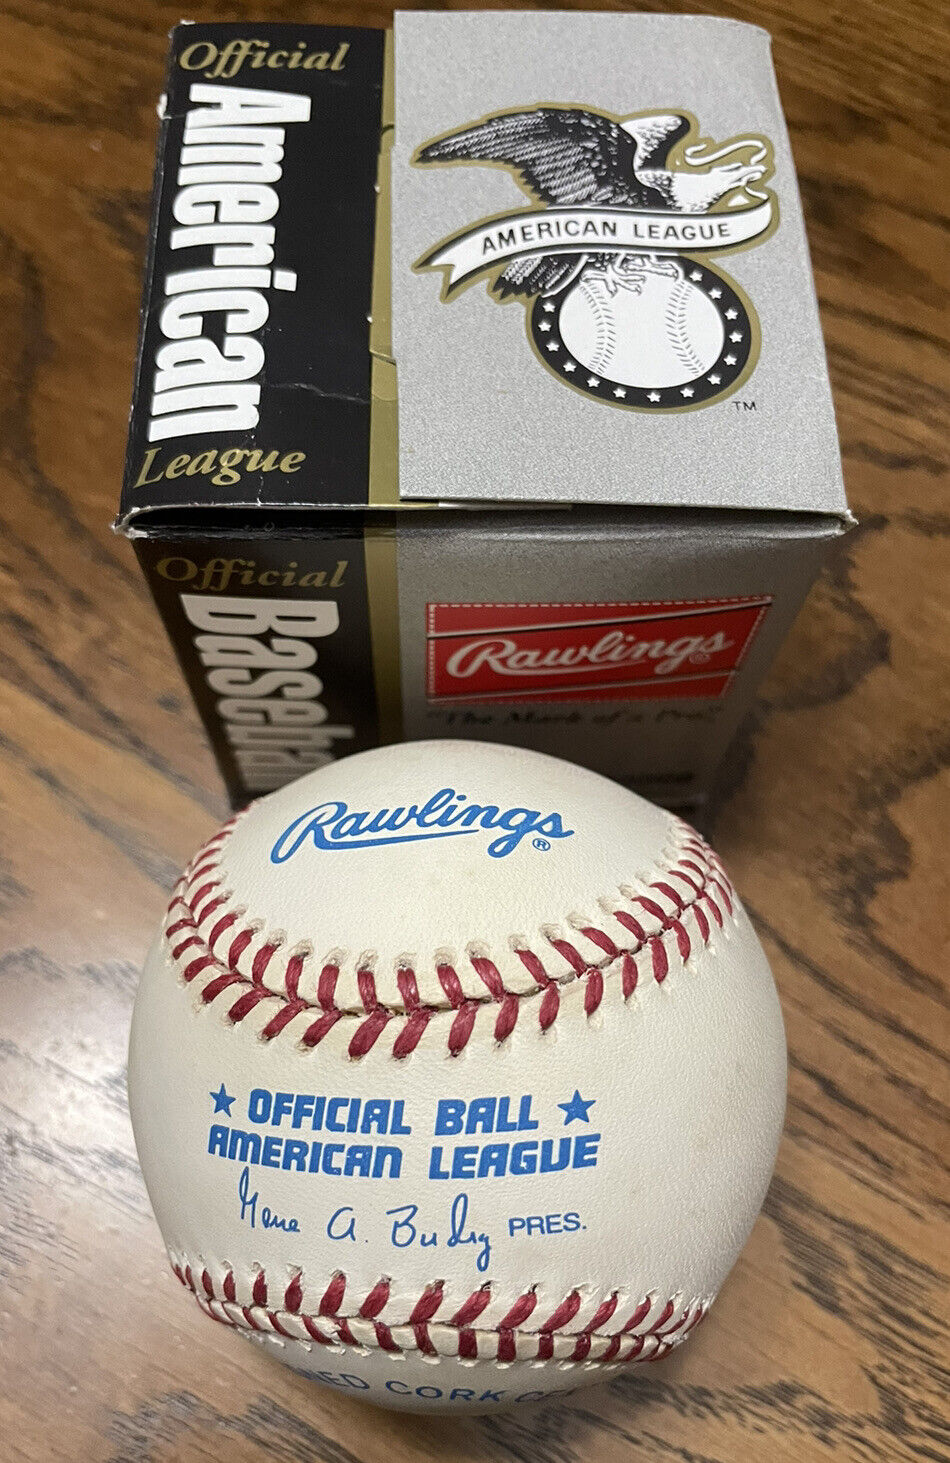 Official
American
League
AMERICAN LEAGUE
TM
Official
Baseball
Rawlings
"The Mark of a Pro"
Rawlings®
★ OFFICIAL BALL ★
AMERICAN LEAGUE
Gene A. Budig PRES.
CORK